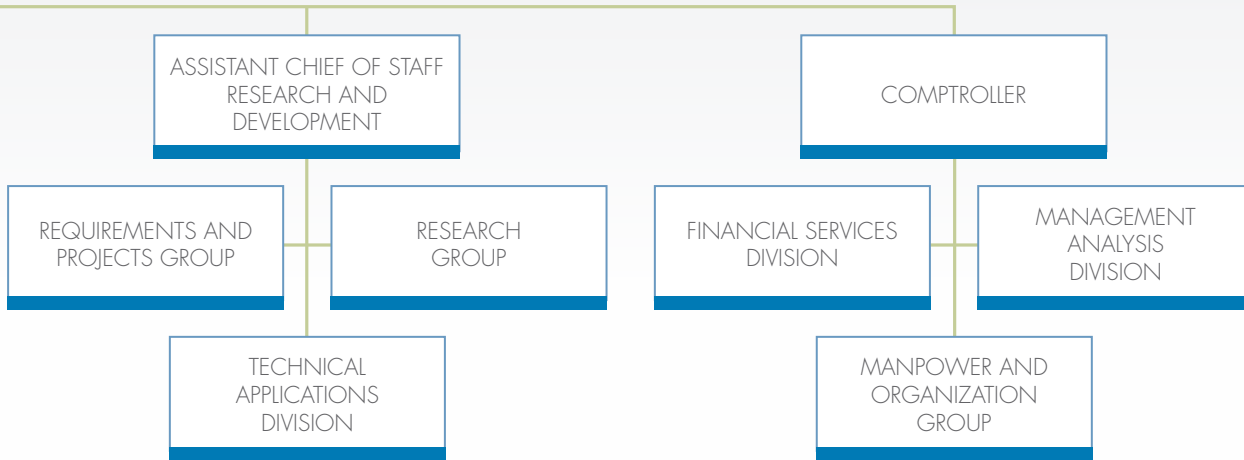 ASSISTANT CHIEF OF STAFF
RESEARCH AND
DEVELOPMENT
COMPTROLLER
REQUIREMENTS AND
PROJECTS GROUP
RESEARCH
GROUP
FINANCIAL SERVICES
DIVISION
MANAGEMENT
ANALYSIS
DIVISION
TECHNICAL
APPLICATIONS
DIVISION
MANPOWER AND
ORGANIZATION
GROUP